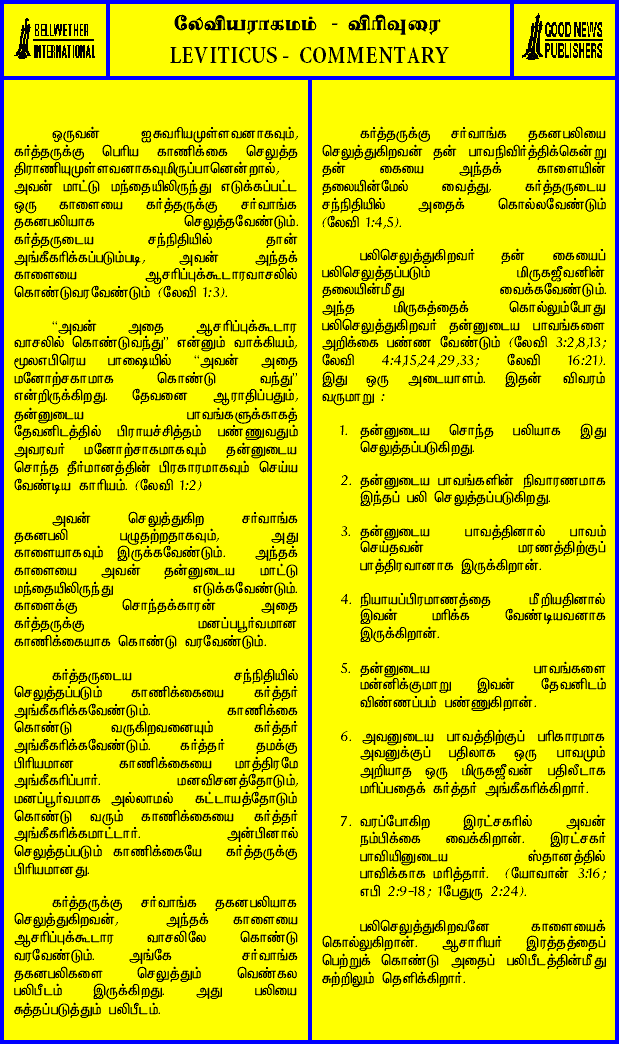 BELLWETHER
INTERNATIONAL
லேவியராகமம் - விரிவுரை
LEVITICUS - COMMENTARY
GOOD NEWS
PUBLISHERS
ஒருவன் ஐசுவரியமுள்ளவனாகவும்,
கர்த்தருக்கு பெரிய காணிக்கை செலுத்த
திராணியுமுள்ளவனாகவுமிருப்பானென்றால்,
அவன் மாட்டு மந்தையிலிருந்து எடுக்கப்பட்ட
ஒரு காளையை கர்த்தருக்கு சர்வாங்க
தகனபலியாக செலுத்தவேண்டும்.
கர்த்தருடைய சந்நிதியில் தான்
அங்கீகரிக்கப்படும்படி, அவன் அந்தக்
காளையை ஆசரிப்புக்கூடாரவாசலில்
கொண்டுவரவேண்டும் (லேவி 1:3).
“அவன் அதை ஆசரிப்புக்கூடார
வாசலில் கொண்டுவந்து” என்னும் வாக்கியம்,
மூலஎபிரெய பாஷையில் “அவன் அதை
மனோற்சகாமாக கொண்டு வந்து”
என்றிருக்கிறது. தேவனை ஆராதிப்பதும்,
தன்னுடைய பாவங்களுக்காகத்
தேவனிடத்தில் பிராயச்சித்தம் பண்ணுவதும்
அவரவர் மனோற்சாகமாகவும் தன்னுடைய
சொந்த தீர்மானத்தின் பிரகாரமாகவும் செய்ய
வேண்டிய காரியம். (லேவி 1:2)
அவன் செலுத்துகிற சர்வாங்க
தகனபலி பழுதற்றதாகவும், அது
காளையாகவும் இருக்கவேண்டும். அந்தக்
காளையை அவன் தன்னுடைய மாட்டு
மந்தையிலிருந்து எடுக்கவேண்டும்.
காளைக்கு சொந்தக்காரன் அதை
கர்த்தருக்கு மனப்பபூர்வமான
காணிக்கையாக கொண்டு வரவேண்டும்.
கர்த்தருடைய சந்நிதியில்
செலுத்தப்படும் காணிக்கையை கர்த்தர்
அங்கீகரிக்கவேண்டும். காணிக்கை
கொண்டு வருகிறவனையும் கர்த்தர்
அங்கீகரிக்கவேண்டும். கர்த்தர் தமக்கு
பிரியமான காணிக்கையை மாத்திரமே
அங்கீகரிப்பார். மனவிசனத்தோடும்,
மனப்பூர்வமாக அல்லாமல் கட்டாயத்தோடும்
கொண்டு வரும் காணிக்கையை கர்த்தர்
அங்கீகரிக்கமாட்டார். அன்பினால்
செலுத்தப்படும் காணிக்கையே கர்த்தருக்கு
பிரியமானது.
கர்த்தருக்கு சர்வாங்க தகனபலியாக
செலுத்துகிறவன், அந்தக் காளையை
ஆசரிப்புக்கூடார வாசலிலே கொண்டு
வரவேண்டும். அங்கே சர்வாங்க
தகனபலிகளை செலுத்தும் வெண்கல
பலிபீடம் இருக்கிறது. அது பலியை
சுத்தப்படுத்தும் பலிபீடம்.
கர்த்தருக்கு சர்வாங்க தகனபலியை
செலுத்துகிறவன் தன் பாவநிவிர்த்திக்கென்று
தன் கையை அந்தக் காளையின்
தலையின்மேல் வைத்து, கர்த்தருடைய
சந்நிதியில் அதைக் கொல்லவேண்டும்
(லேவி 1:4,5).
பலிசெலுத்துகிறவர் தன் கையைப்
பலிசெலுத்தப்படும் மிருகஜீவனின்
தலையின்மீது வைக்கவேண்டும்.
அந்த மிருகத்தைக் கொல்லும்போது
பலிசெலுத்துகிறவர் தன்னுடைய பாவங்களை
அறிக்கை பண்ண வேண்டும் (லேவி 3:2,8,13;
லேவி 4:4,15,24,29,33; லேவி 16:21).
இது ஒரு அடையாளம். இதன் விவரம்
வருமாறு :
1. தன்னுடைய சொந்த பலியாக இது
செலுத்தப்படுகிறது.
2. தன்னுடைய பாவங்களின் நிவாரணமாக
இந்தப் பலி செலுத்தப்படுகிறது.
3. தன்னுடைய பாவத்தினால் பாவம்
செய்தவன் மரணத்திற்குப்
பாத்திரவானாக இருக்கிறான்.
4. நியாயப்பிரமாணத்தை மீறியதினால்
இவன் மரிக்க வேண்டியவனாக
இருக்கிறான்.
5. தன்னுடைய பாவங்களை
மன்னிக்குமாறு இவன் தேவனிடம்
விண்ணப்பம் பண்ணுகிறான்.
6. அவனுடைய பாவத்திற்குப் பரிகாரமாக
அவனுக்குப் பதிலாக ஒரு பாவமும்
அறியாத ஒரு மிருகஜீவன் பதிலீடாக
மரிப்பதைக் கர்த்தர் அங்கீகரிக்கிறார்.
7. வரப்போகிற இரட்சகரில் அவன்
நம்பிக்கை வைக்கிறான். இரட்சகர்
பாவியினுடைய ஸ்தானத்தில்
பாவிக்காக மரித்தார். (யோவான் 3:16;
எபி 2:9-18; 1பேதுரு 2:24).
பலிசெலுத்துகிறவனே காளையைக்
கொல்லுகிறான். ஆசாரியர் இரத்தத்தைப்
பெற்றுக் கொண்டு அதைப் பலிபீடத்தின்மீது
சுற்றிலும் தெளிக்கிறார்.